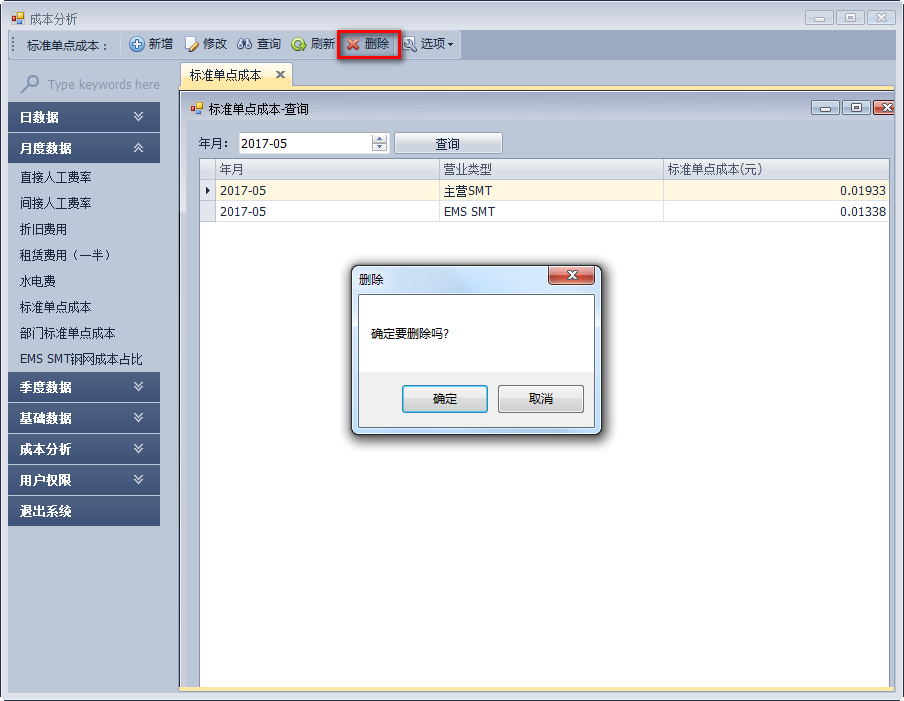 成本分析
标准单点成本： 新增 修改 查询 刷新 删除 选项
Type keywords here
标准单点成本
日数据
月度数据
直接人工费率
间接人工费率
折旧费用
租赁费用（一半）
水电费
标准单点成本
部门标准单点成本
EMS SMT钢网成本占比
季度数据
基础数据
成本分析
用户权限
退出系统
标准单点成本-查询
年月： 2017-05 查询
年月 营业类型 标准单点成本(元)
2017-05 主营SMT 0.01933
2017-05 EMS SMT 0.01338
删除
确定要删除吗?
确定 取消